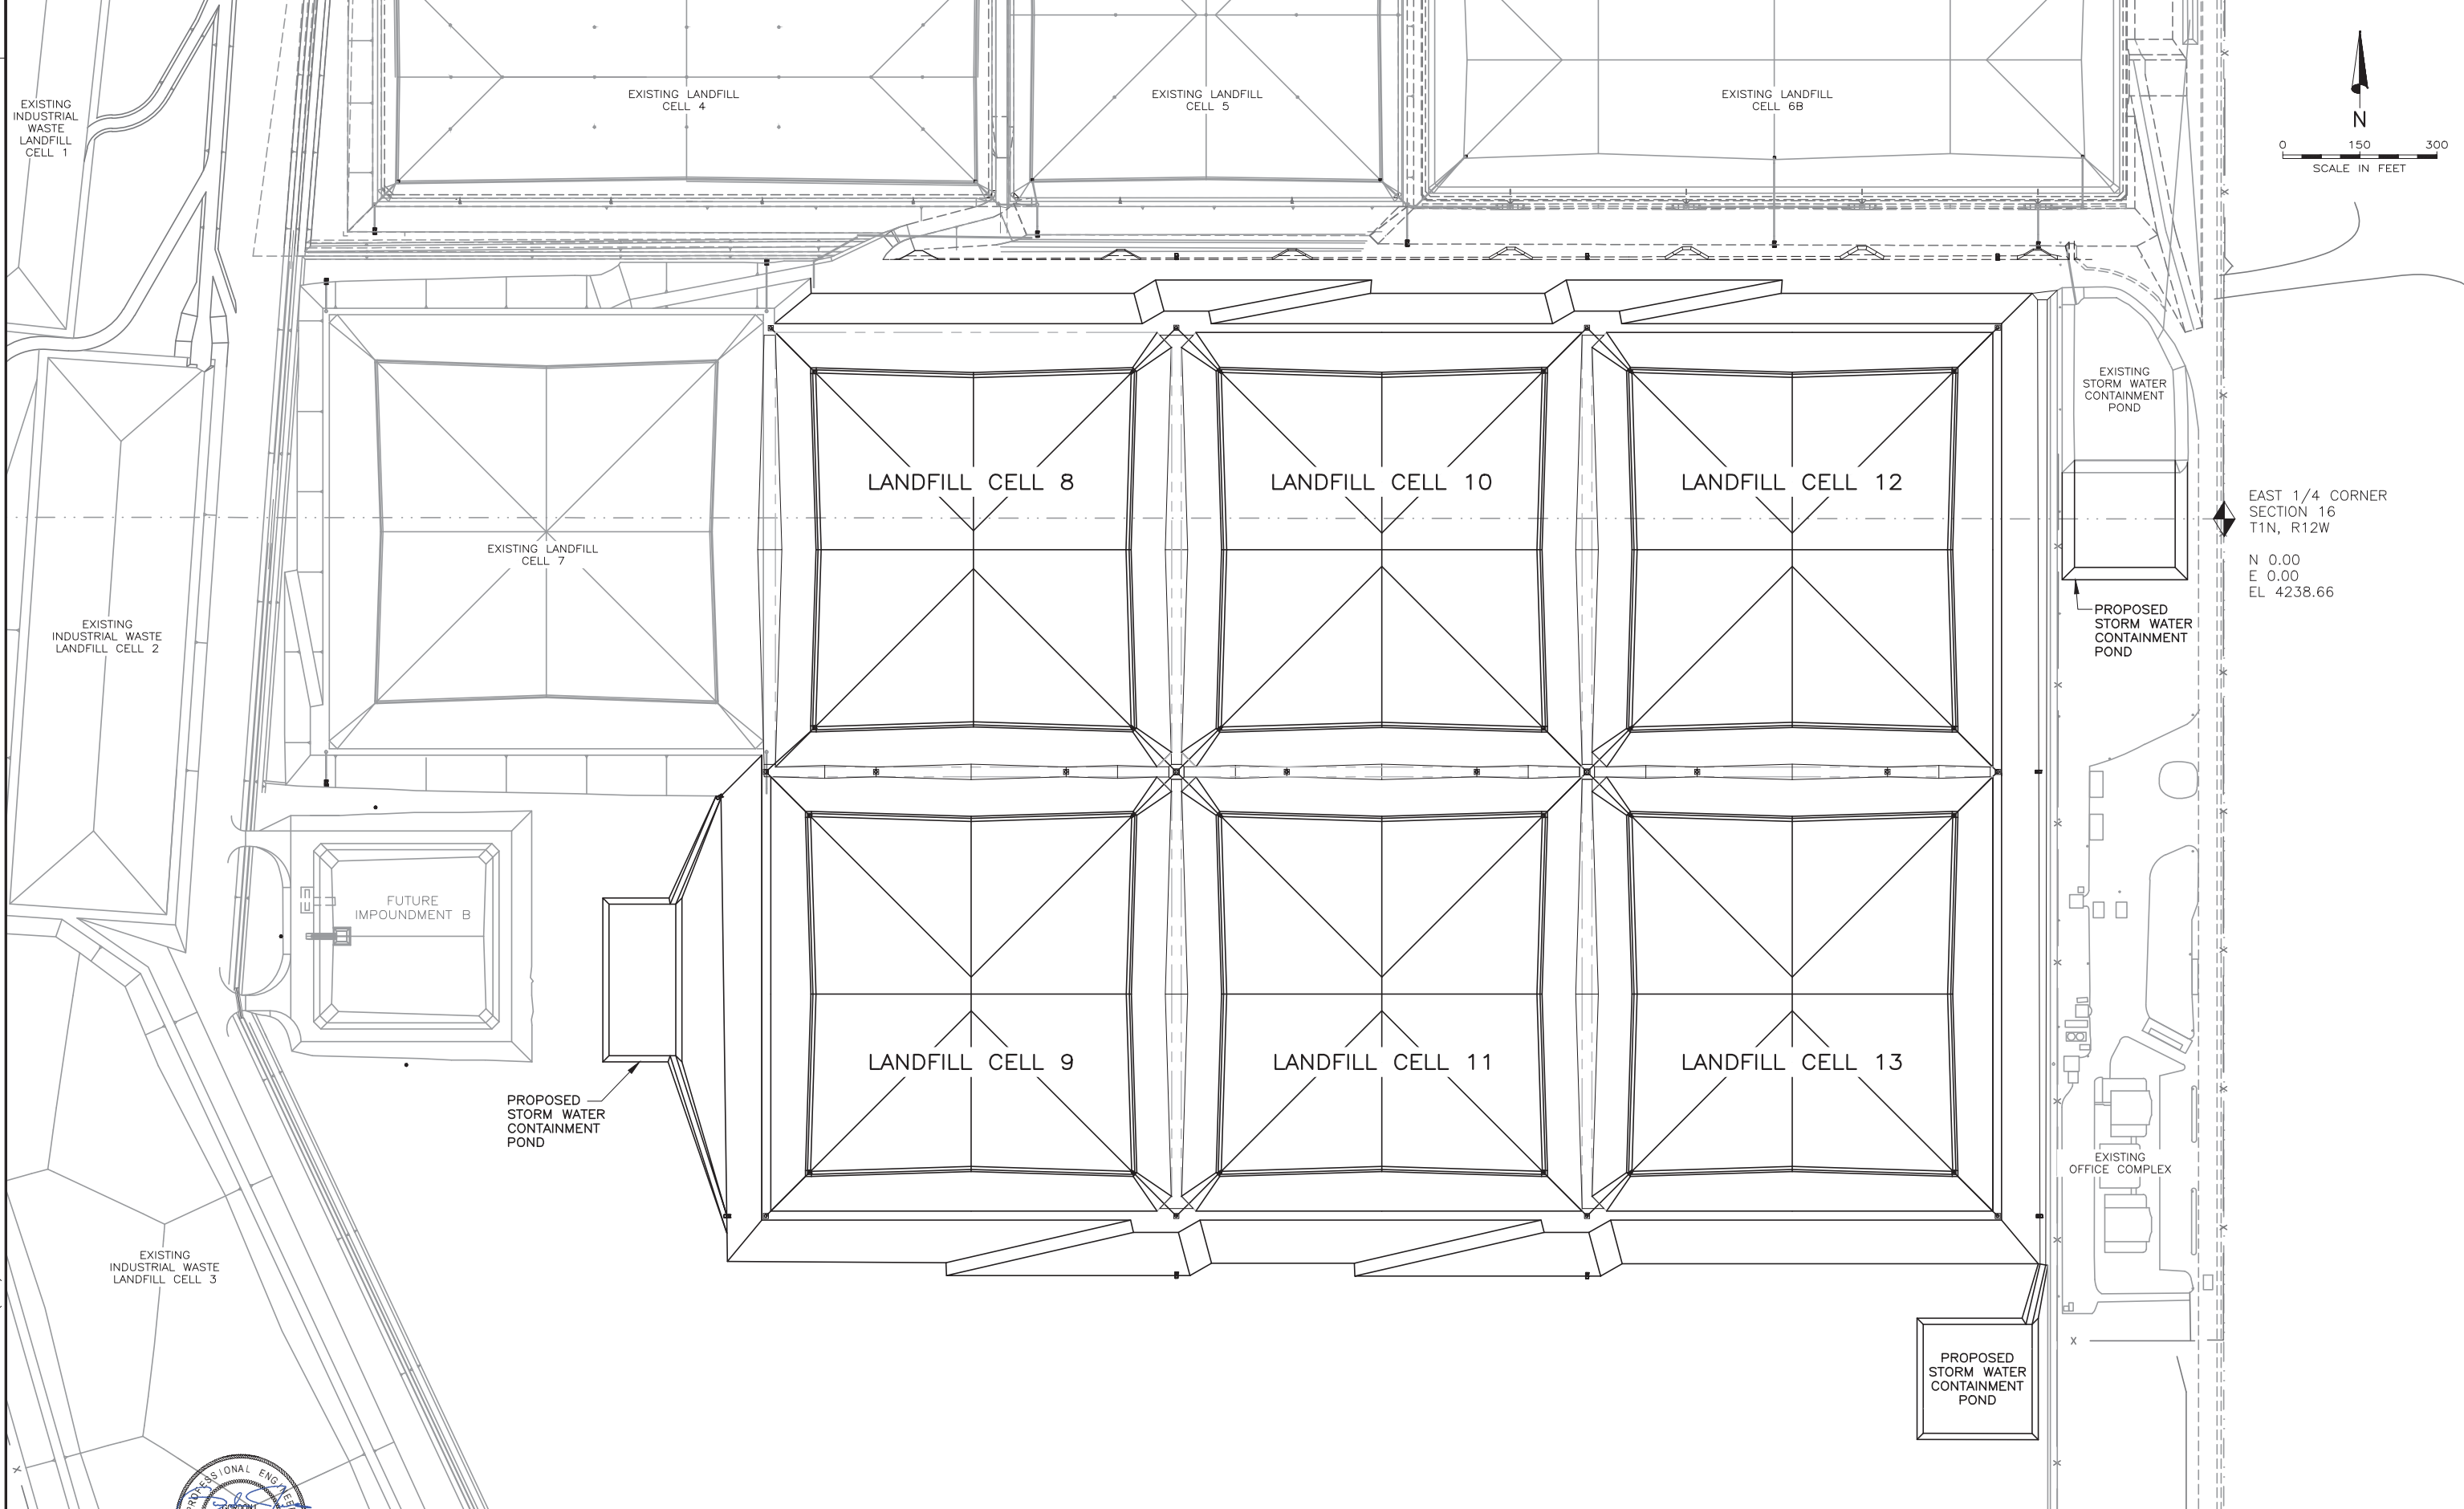 EXISTING LANDFILL
CELL 4
EXISTING LANDFILL
CELL 5
EXISTING LANDFILL
CELL 6B
EXISTING
INDUSTRIAL
WASTE
LANDFILL
CELL 1
N
0 150 300
SCALE IN FEET
EXISTING
STORM WATER
CONTAINMENT
POND
LANDFILL CELL 8
LANDFILL CELL 10
LANDFILL CELL 12
EAST 1/4 CORNER
SECTION 16
T1N, R12W
N 0.00
E 0.00
EL 4238.66
EXISTING LANDFILL
CELL 7
PROPOSED
STORM WATER
CONTAINMENT
POND
EXISTING
INDUSTRIAL WASTE
LANDFILL CELL 2
FUTURE
IMPOUNDMENT B
LANDFILL CELL 9
LANDFILL CELL 11
LANDFILL CELL 13
PROPOSED
STORM WATER
CONTAINMENT
POND
EXISTING
OFFICE COMPLEX
EXISTING
INDUSTRIAL WASTE
LANDFILL CELL 3
PROPOSED
STORM WATER
CONTAINMENT
POND
PROFESSIONAL